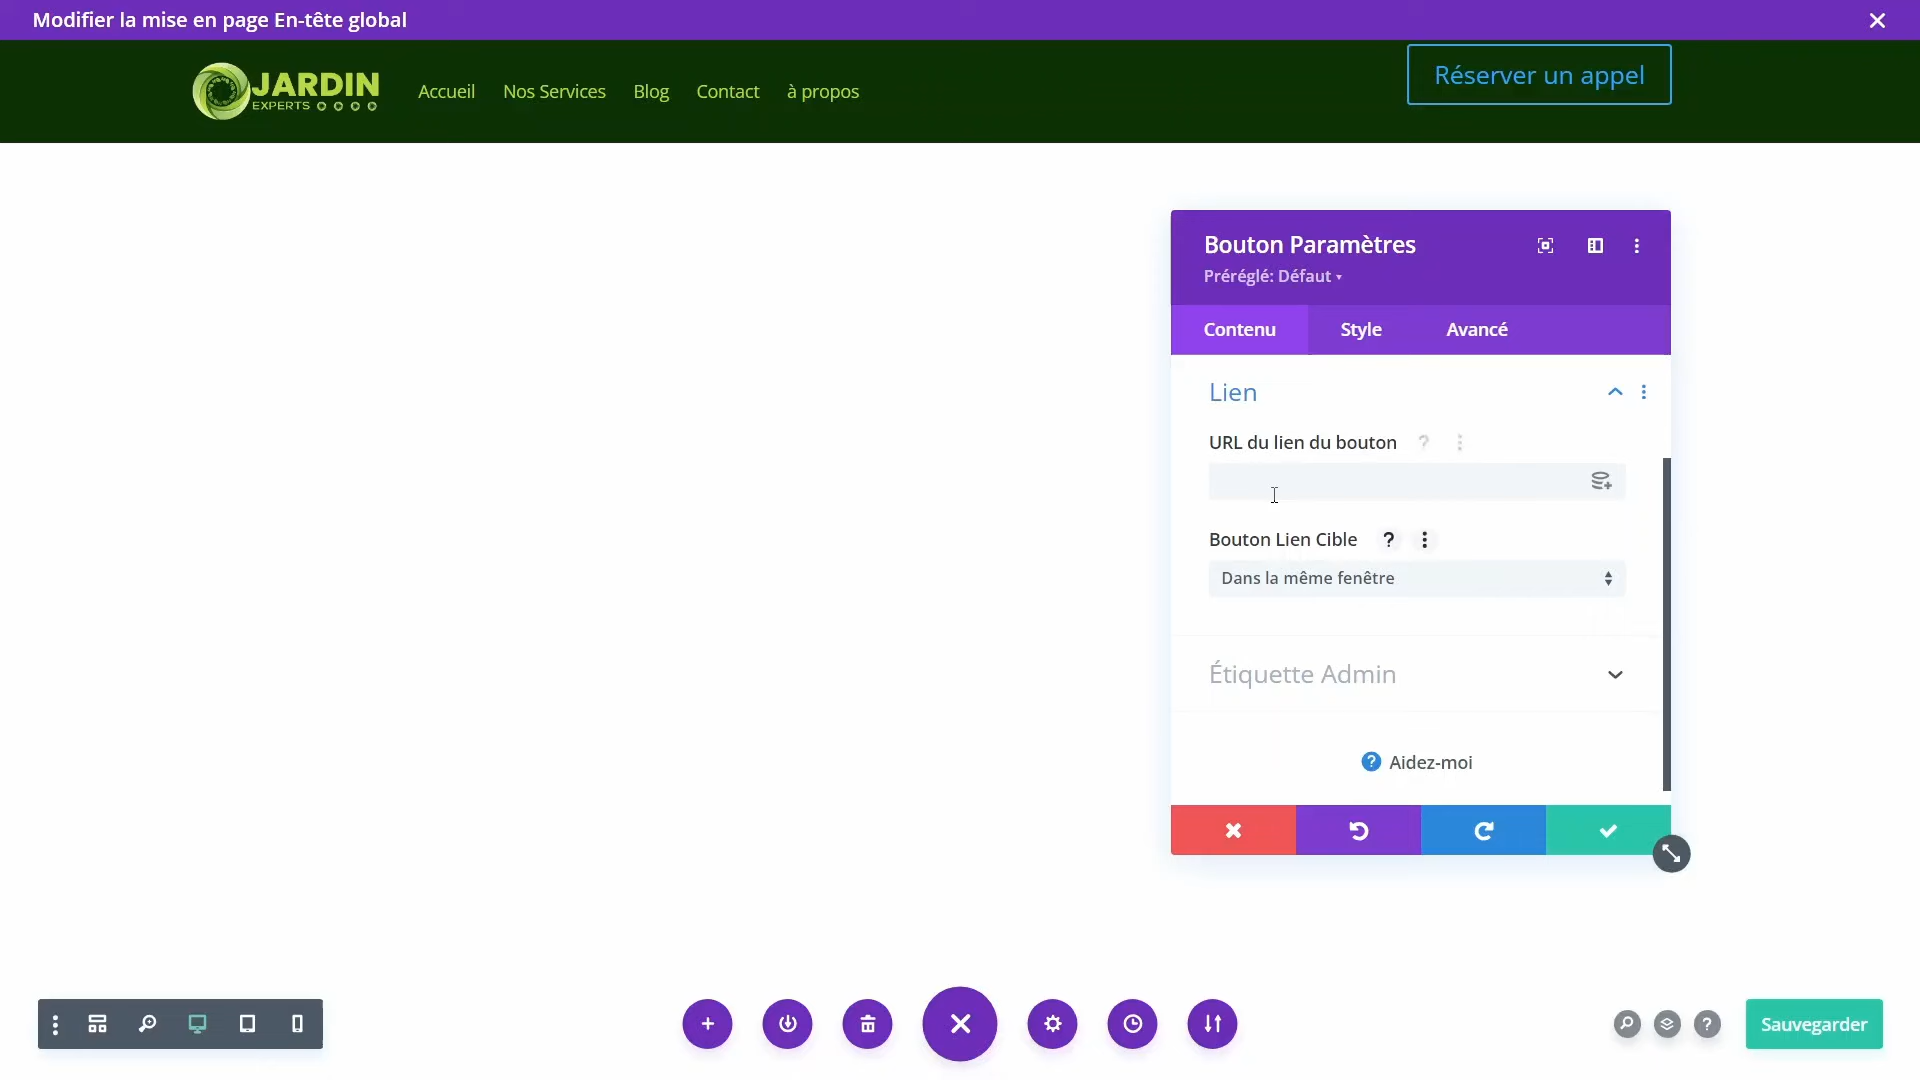 Modifier la mise en page En-tête global
JARDIN
EXPERTS
Accueil
Nos Services
Blog
Contact
à propos
Réserver un appel
Bouton Paramètres
Préréglé: Défaut
Contenu
Style
Avancé
Lien
URL du lien du bouton
Bouton Lien Cible
Dans la même fenêtre
Étiquette Admin
Aidez-moi
Sauvegarder